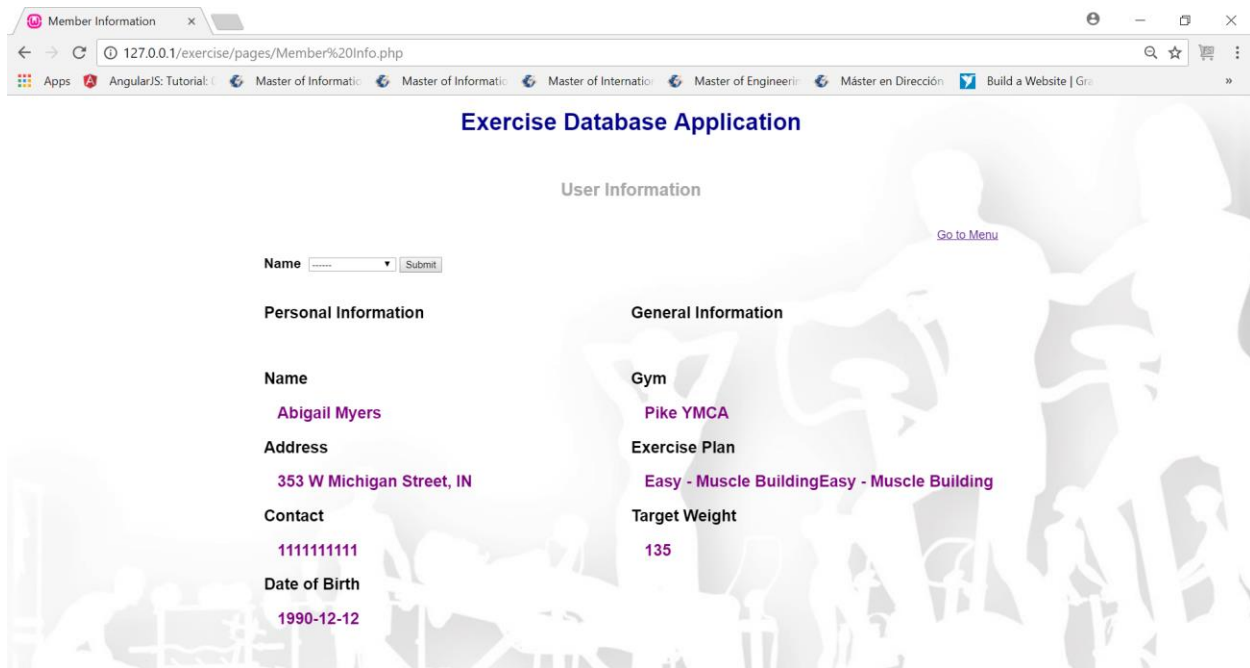 Member Information
127.0.0.1/exercise/pages/Member%20Info.php
Apps AngularJS: Tutorial: Master of Informatio Master of Informatio Master of Internation Master of Engineerin Máster en Dirección Build a Website | Gra »
Exercise Database Application
User Information
Go to Menu
Name ------ Submit
Personal Information General Information
Name Gym
Abigail Myers Pike YMCA
Address Exercise Plan
353 W Michigan Street, IN Easy - Muscle BuildingEasy - Muscle Building
Contact Target Weight
1111111111 135
Date of Birth
1990-12-12